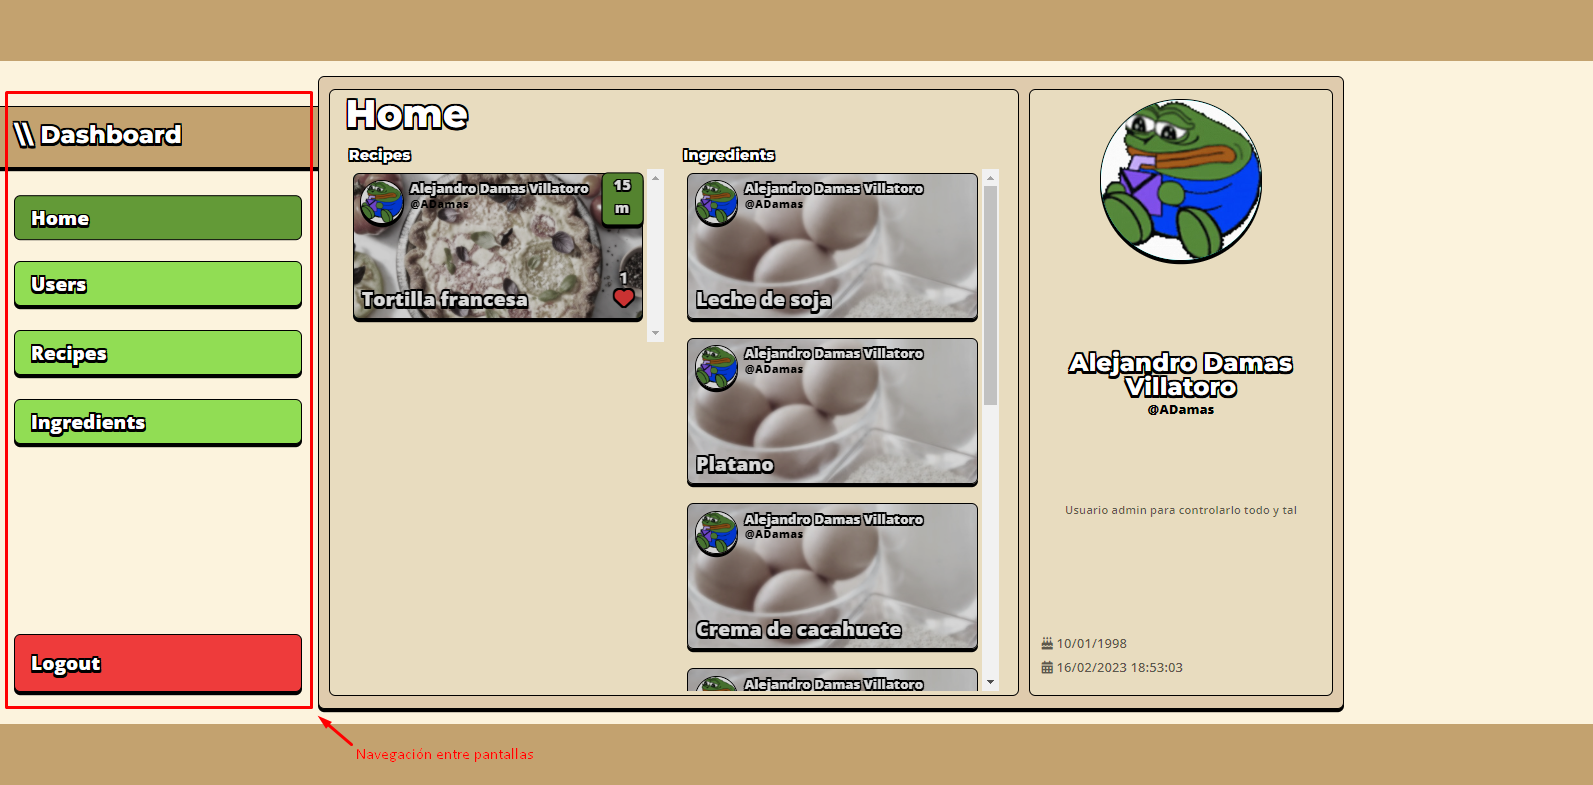 \\ Dashboard
Home
Users
Recipes
Ingredients
Logout
Home
Recipes
Alejandro Damas Villatoro
@ADamas
15
m
1
Tortilla francesa
Ingredients
Alejandro Damas Villatoro
@ADamas
Leche de soja
Alejandro Damas Villatoro
@ADamas
Platano
Alejandro Damas Villatoro
@ADamas
Crema de cacahuete
Alejandro Damas Villatoro
Alejandro Damas
Villatoro
@ADamas
Usuario admin para controlarlo todo y tal
10/01/1998
16/02/2023 18:53:03
Navegación entre pantallas